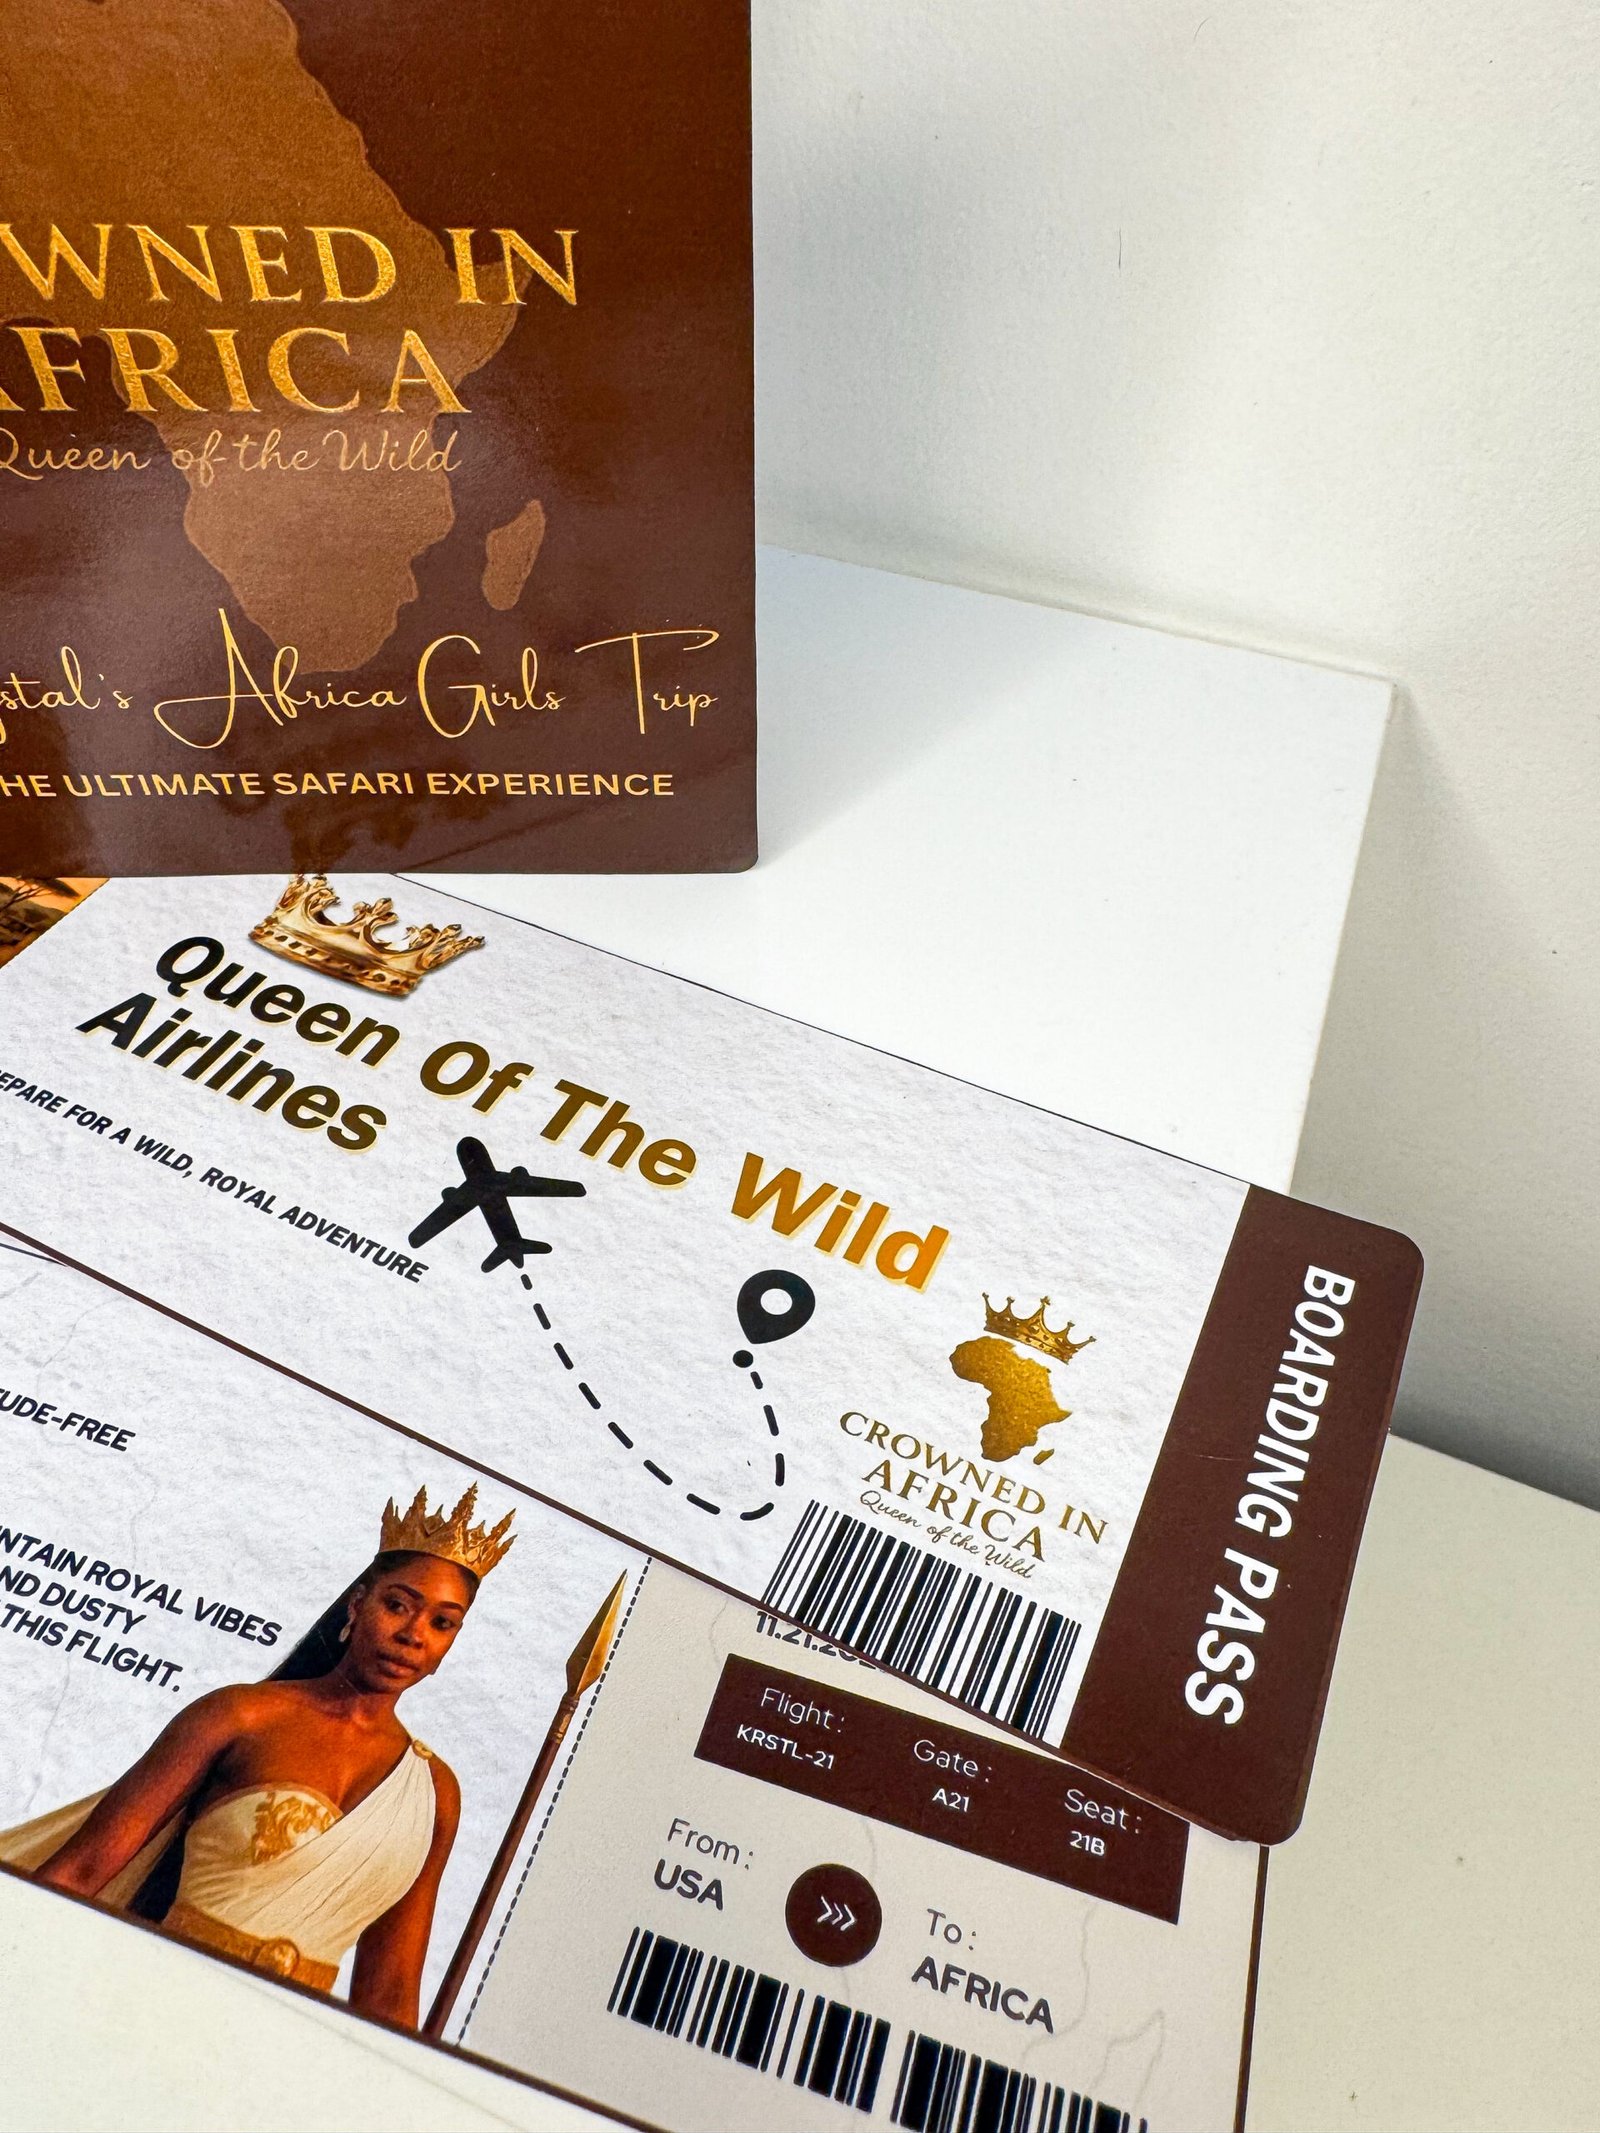 WNED IN
AFRICA
Queen of the Wild
ystal's Africa Girls Trip
HE ULTIMATE SAFARI EXPERIENCE
Queen Of The Wild
Airlines
EPARE FOR A WILD, ROYAL ADVENTURE
CROWNED IN
AFRICA
Queen of the Wild
BOARDING PASS
UDE-FREE
NTAIN ROYAL VIBES
ND DUSTY
THIS FLIGHT.
Flight:
KRSTL-21
Gate:
A21
Seat:
21B
From:
USA
To:
AFRICA